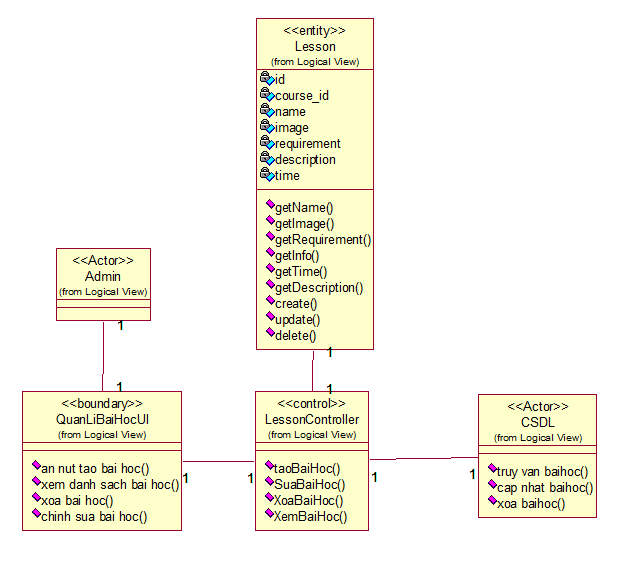 <<entity>>
Lesson
(from Logical View)
id
course_id
name
image
requirement
description
time
getName()
getImage()
getRequirement()
getInfo()
getTime()
getDescription()
create()
update()
delete()
1
<<Actor>>
Admin
(from Logical View)
1
1
<<boundary>>
QuanLiBaiHocUI
(from Logical View)
an nut tao bai hoc()
xem danh sach bai hoc()
xoa bai hoc()
chinh sua bai hoc()
1
1
1
<<control>>
LessonController
(from Logical View)
taoBaiHoc()
SuaBaiHoc()
XoaBaiHoc()
XemBaiHoc()
1
1
<<Actor>>
CSDL
(from Logical View)
truy van baihoc()
cap nhat baihoc()
xoa baihoc()